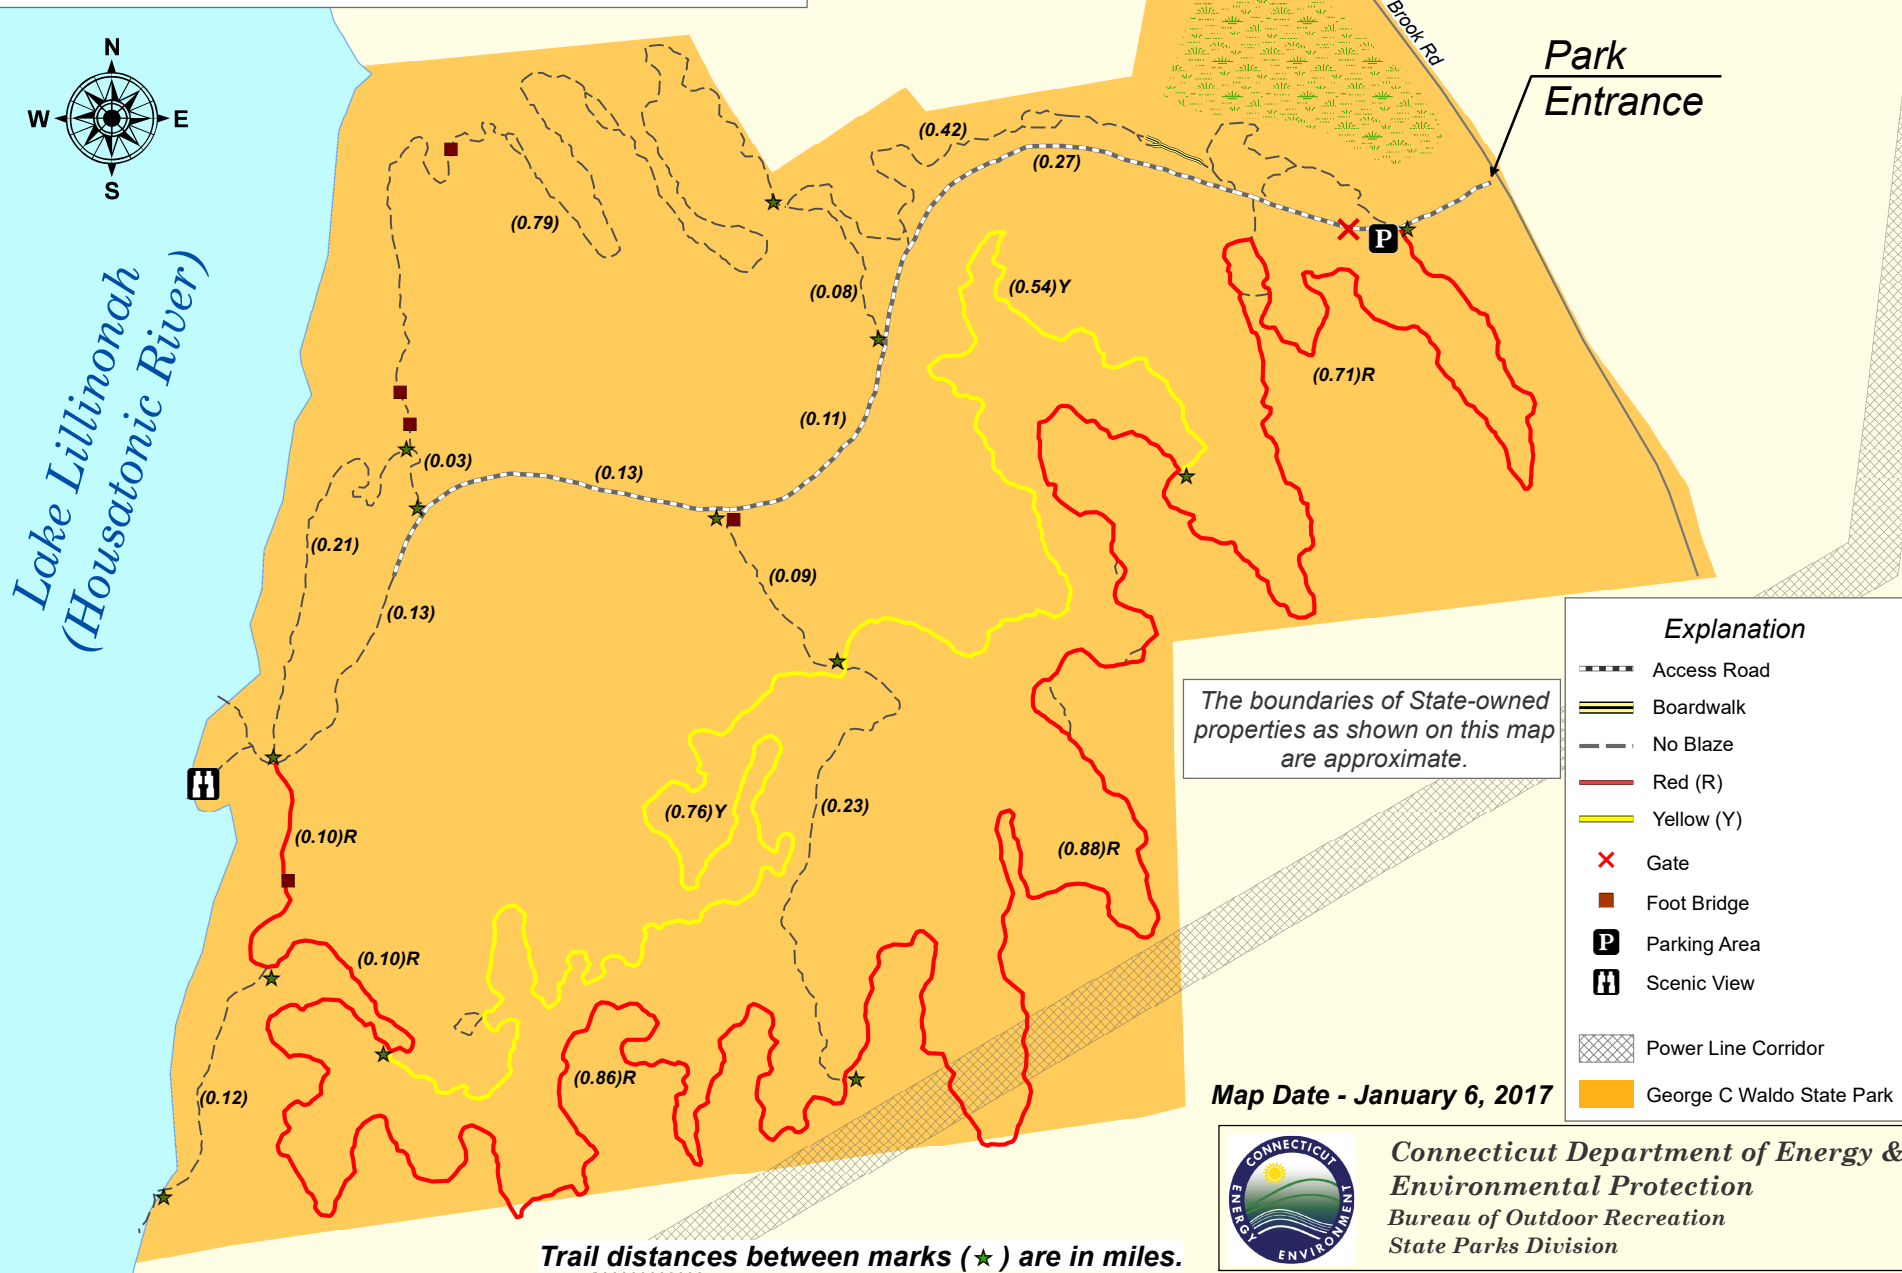 Brook Rd
Park
Entrance
N
W
E
S
Lake Lillinonah
(Housatonic River)
(0.42)
(0.27)
(0.79)
(0.08)
(0.54)Y
(0.71)R
(0.11)
(0.03)
(0.13)
(0.21)
(0.09)
(0.13)
P
(0.76)Y
(0.23)
(0.10)R
(0.88)R
(0.10)R
(0.86)R
(0.12)
The boundaries of State-owned
properties as shown on this map
are approximate.
Explanation
Access Road
Boardwalk
No Blaze
Red (R)
Yellow (Y)
Gate
Foot Bridge
P Parking Area
Scenic View
Power Line Corridor
George C Waldo State Park
Map Date - January 6, 2017
CONNECTICUT
ENERGY
ENVIRONMENT
Connecticut Department of Energy &
Environmental Protection
Bureau of Outdoor Recreation
State Parks Division
Trail distances between marks (★) are in miles.